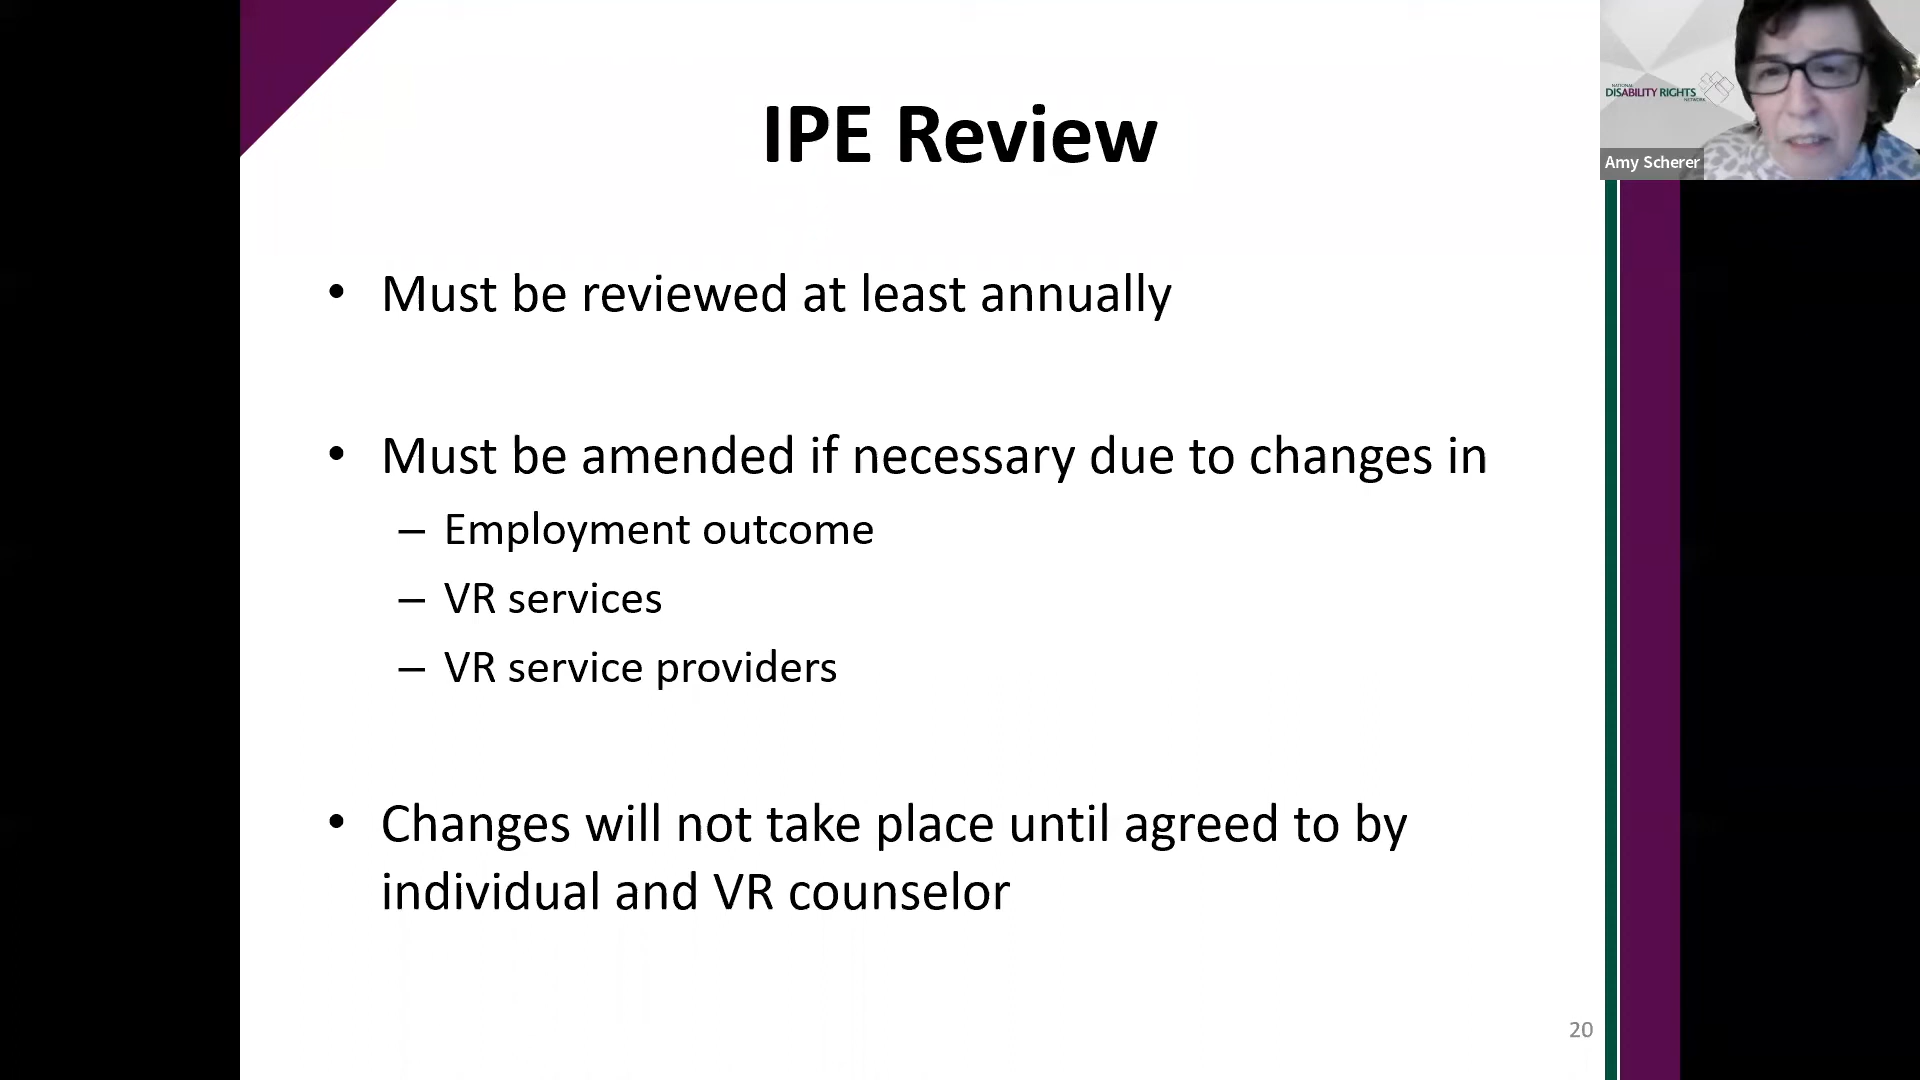 IPE Review
• Must be reviewed at least annually
• Must be amended if necessary due to changes in
– Employment outcome
– VR services
– VR service providers
• Changes will not take place until agreed to by
individual and VR counselor
20
NATIONAL
DISABILITY RIGHTS
NETWORK
Amy Scherer